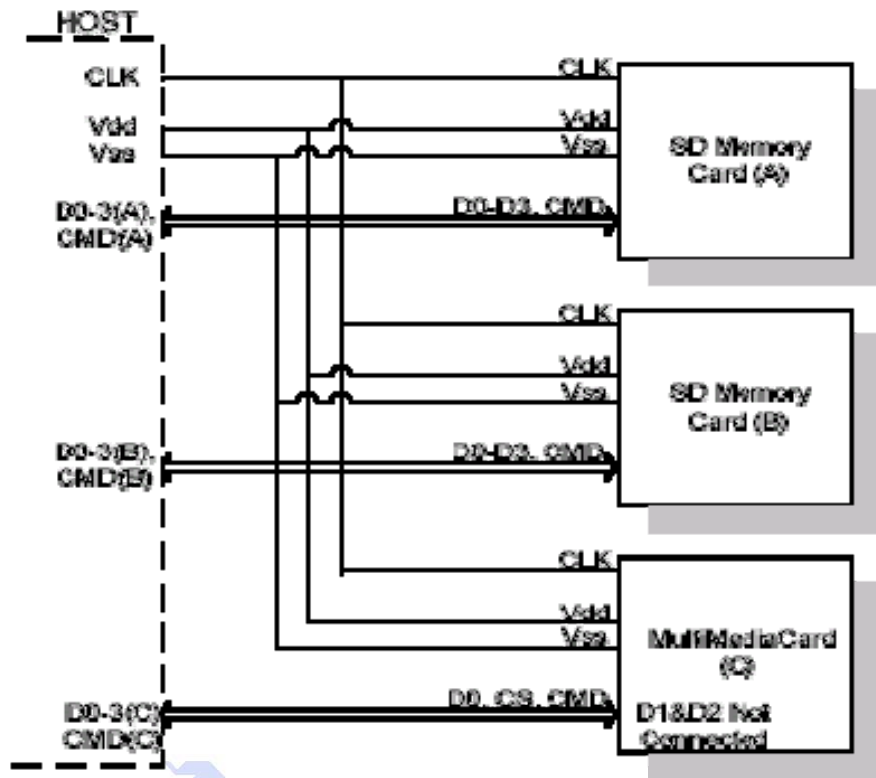 HOST
CLK
Vdd
Vss
D0-3(A),
CMD(A)
CLK
Vdd
Vss
D0-D3, CMD
SD Memory
Card (A)
CLK
Vdd
Vss
SD Memory
Card (B)
D0-3(B),
CMD(B)
D0-D3, CMD
CLK
Vdd
Vss
MultiMediaCard
(C)
D0-3(C)
CMD(C)
D0, CS, CMD
D1&D2 Not
Connected